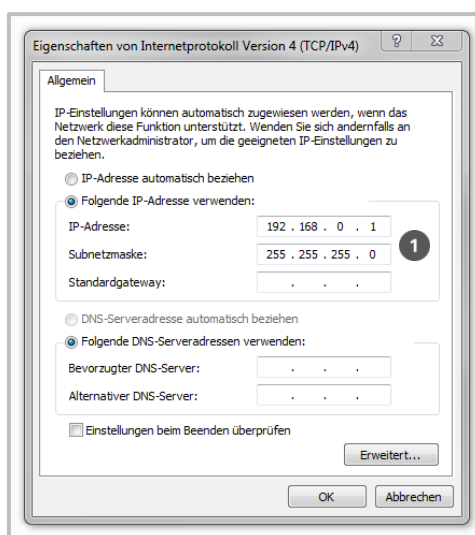 Eigenschaften von Internetprotokoll Version 4 (TCP/IPv4)
Allgemein
IP-Einstellungen können automatisch zugewiesen werden, wenn das
Netzwerk diese Funktion unterstützt. Wenden Sie sich andernfalls an
den Netzwerkadministrator, um die geeigneten IP-Einstellungen zu
beziehen.
IP-Adresse automatisch beziehen
Folgende IP-Adresse verwenden:
IP-Adresse: 192 . 168 . 0 . 1
Subnetzmaske: 255 . 255 . 255 . 0
1
Standardgateway: . . .
DNS-Serveradresse automatisch beziehen
Folgende DNS-Serveradressen verwenden:
Bevorzugter DNS-Server: . . .
Alternativer DNS-Server: . . .
Einstellungen beim Beenden überprüfen
Erweitert...
OK Abbrechen